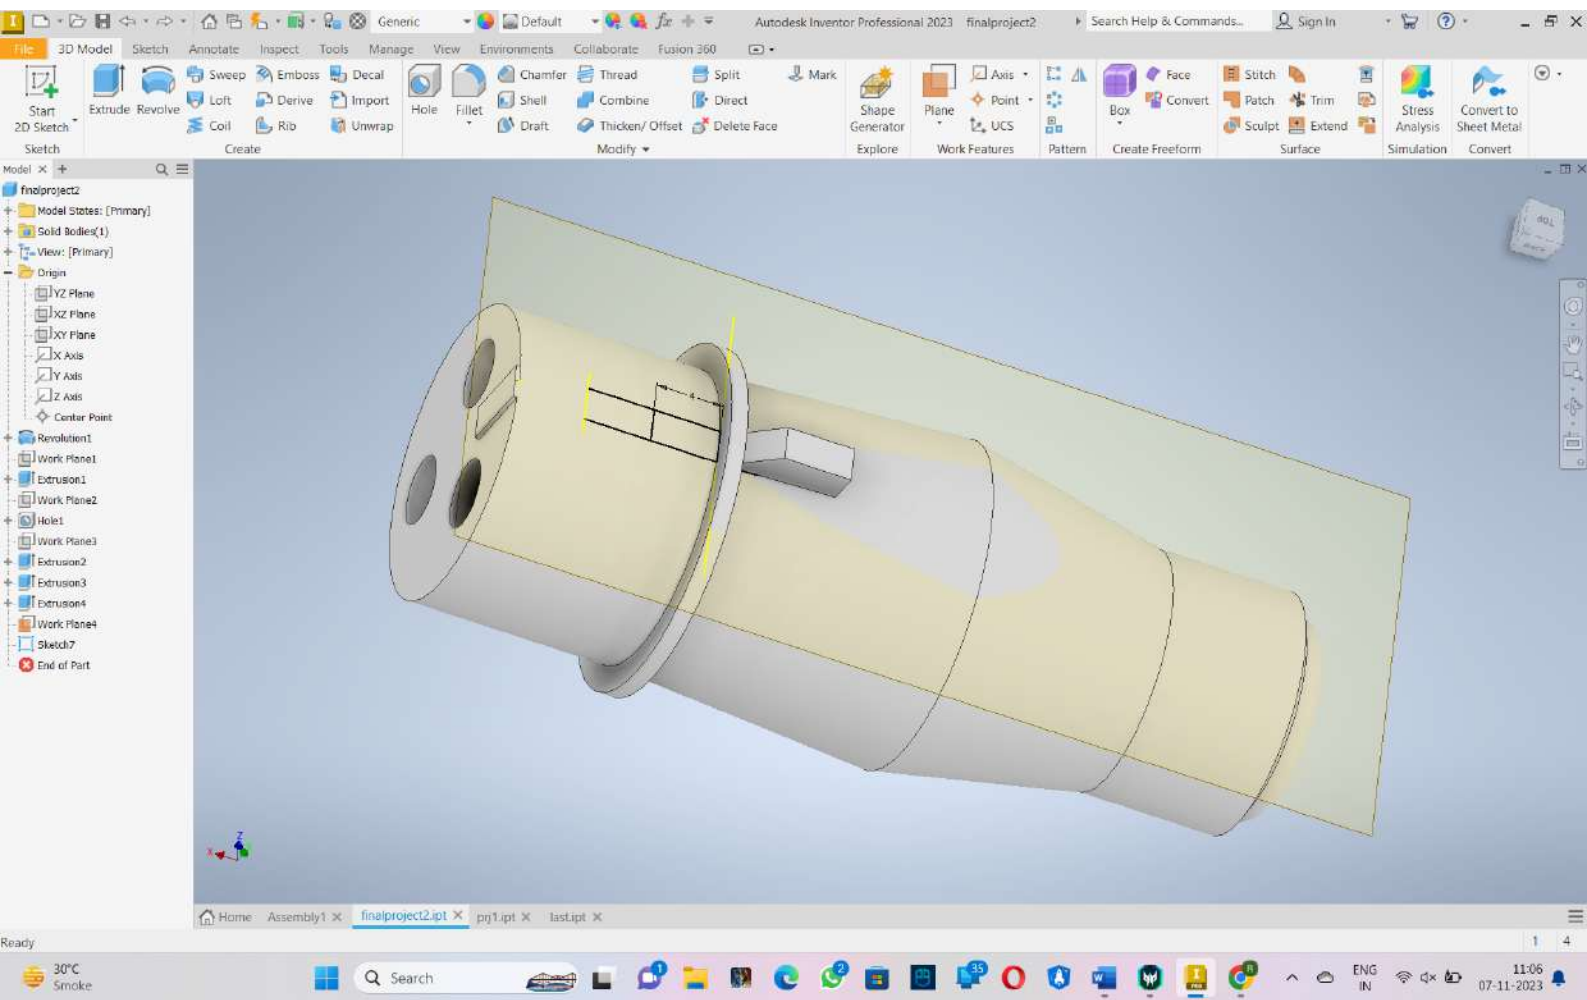 Generic
Default
Autodesk Inventor Professional 2023 finalproject2
Search Help & Commands...
Sign In
File 3D Model Sketch Annotate Inspect Tools Manage View Environments Collaborate Fusion 360
Start
2D Sketch
Extrude
Revolve
Sweep
Loft
Coil
Emboss
Derive
Rib
Decal
Import
Unwrap
Hole
Fillet
Chamfer
Shell
Draft
Thread
Combine
Thicken/ Offset
Split
Direct
Delete Face
Mark
Shape
Generator
Plane
Axis
Point
UCS
Box
Face
Convert
Stitch
Patch
Sculpt
Trim
Extend
Stress
Analysis
Convert to
Sheet Metal
Sketch Create Modify Explore Work Features Pattern Create Freeform Surface Simulation Convert
Model
finalproject2
Model States: [Primary]
Solid Bodies(1)
View: [Primary]
Origin
YZ Plane
XZ Plane
XY Plane
X Axis
Y Axis
Z Axis
Center Point
Revolution1
Work Plane1
Extrusion1
Work Plane2
Hole1
Work Plane3
Extrusion2
Extrusion3
Extrusion4
Work Plane4
Sketch7
End of Part
4
TOP
Z
X
Home Assembly1 finalproject2.ipt prj1.ipt last.ipt
Ready
1 4
30°C
Smoke
Search
1
2
35
ENG
IN
11:06
07-11-2023